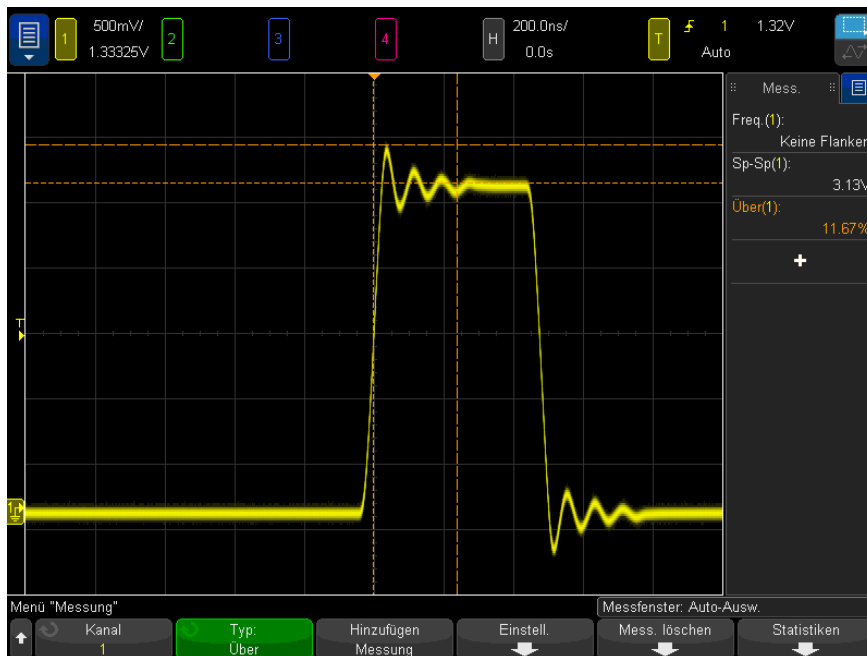 1
500mV/
1.33325V
2
3
4
H
200.0ns/
0.0s
T
1
1.32V
Auto
Mess.
Freq.(1):
Keine Flanken
Sp-Sp(1):
3.13V
Über(1):
11.67%
T
1
Menü "Messung"
Messfenster: Auto-Ausw.
Kanal
1
Typ:
Über
Hinzufügen
Messung
Einstell.
Mess. löschen
Statistiken